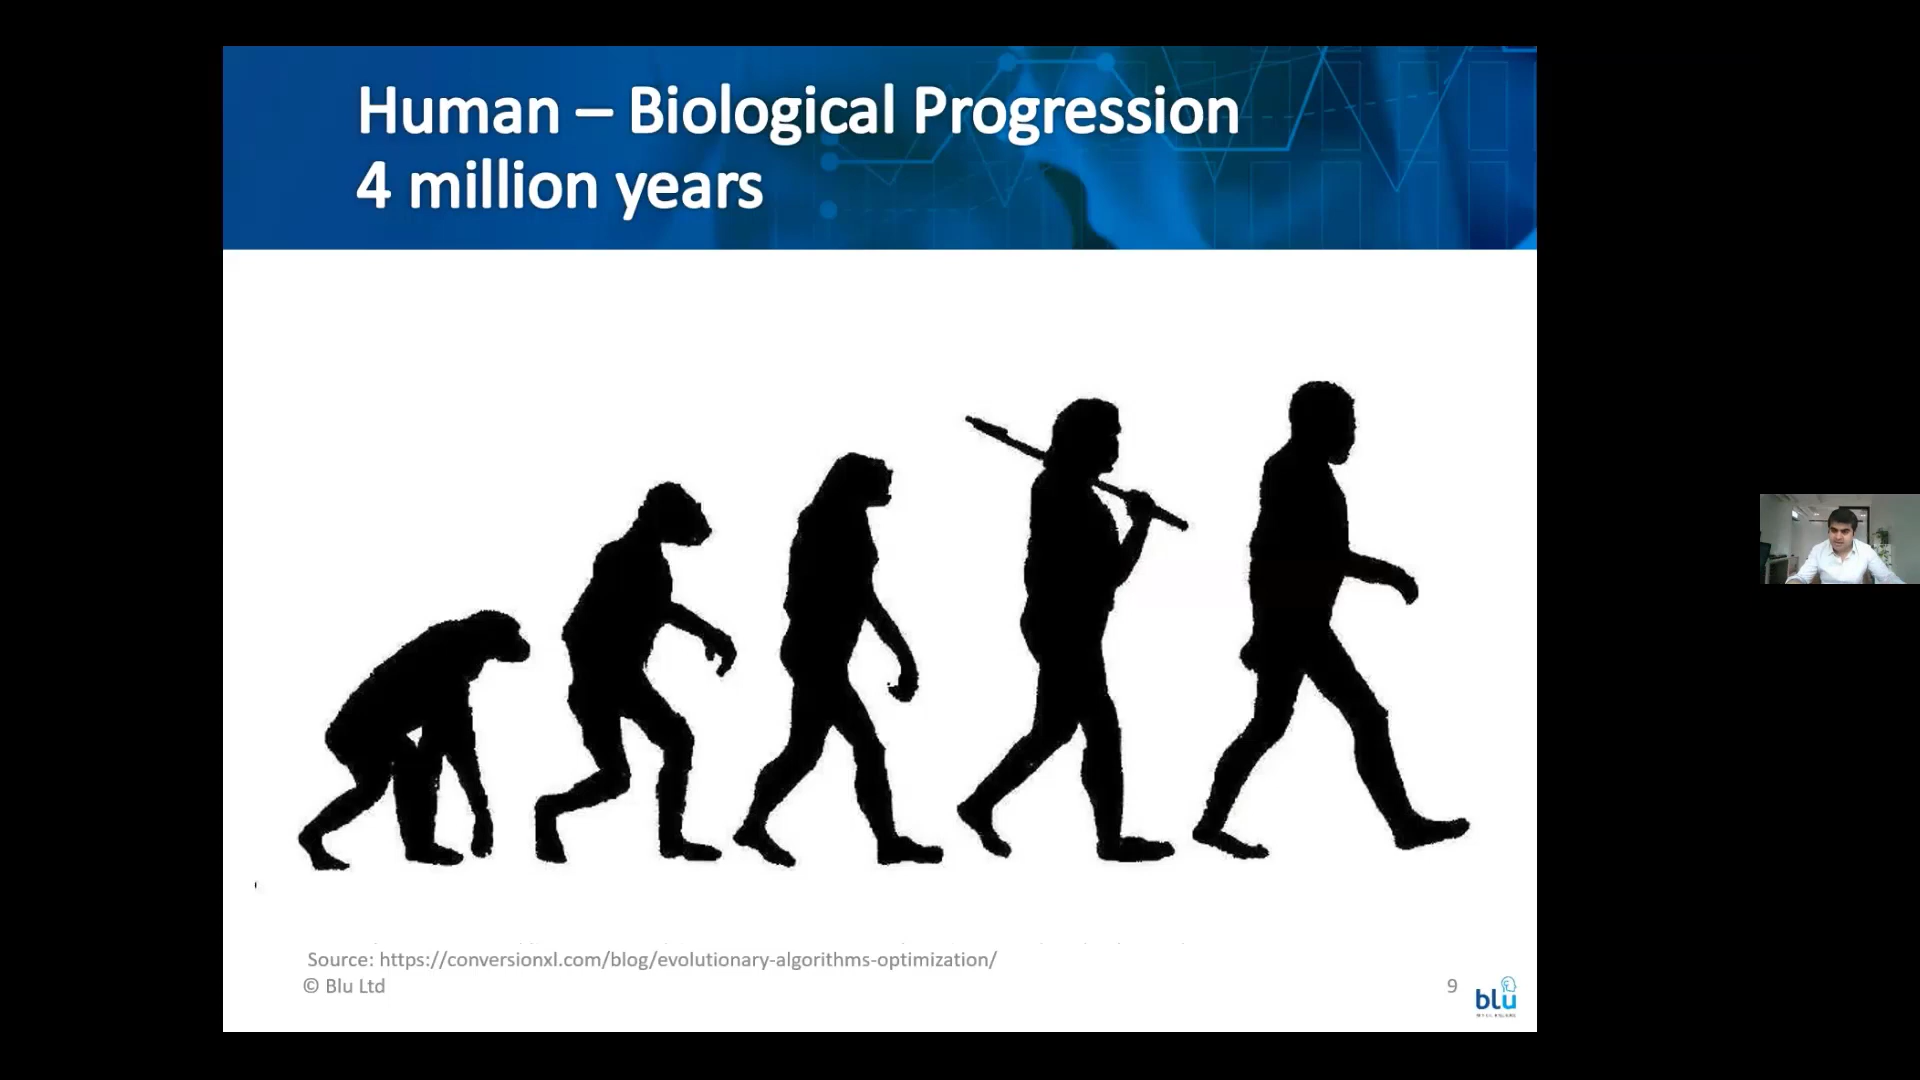 Human – Biological Progression
4 million years
Source: https://conversionxl.com/blog/evolutionary-algorithms-optimization/
© Blu Ltd
9
blu